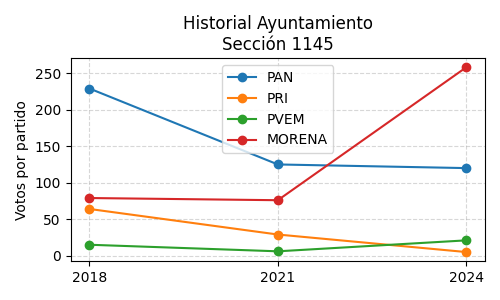 Historial Ayuntamiento
Sección 1145
Votos por partido
250
200
150
100
50
0
PAN
PRI
PVEM
MORENA
2018
2021
2024